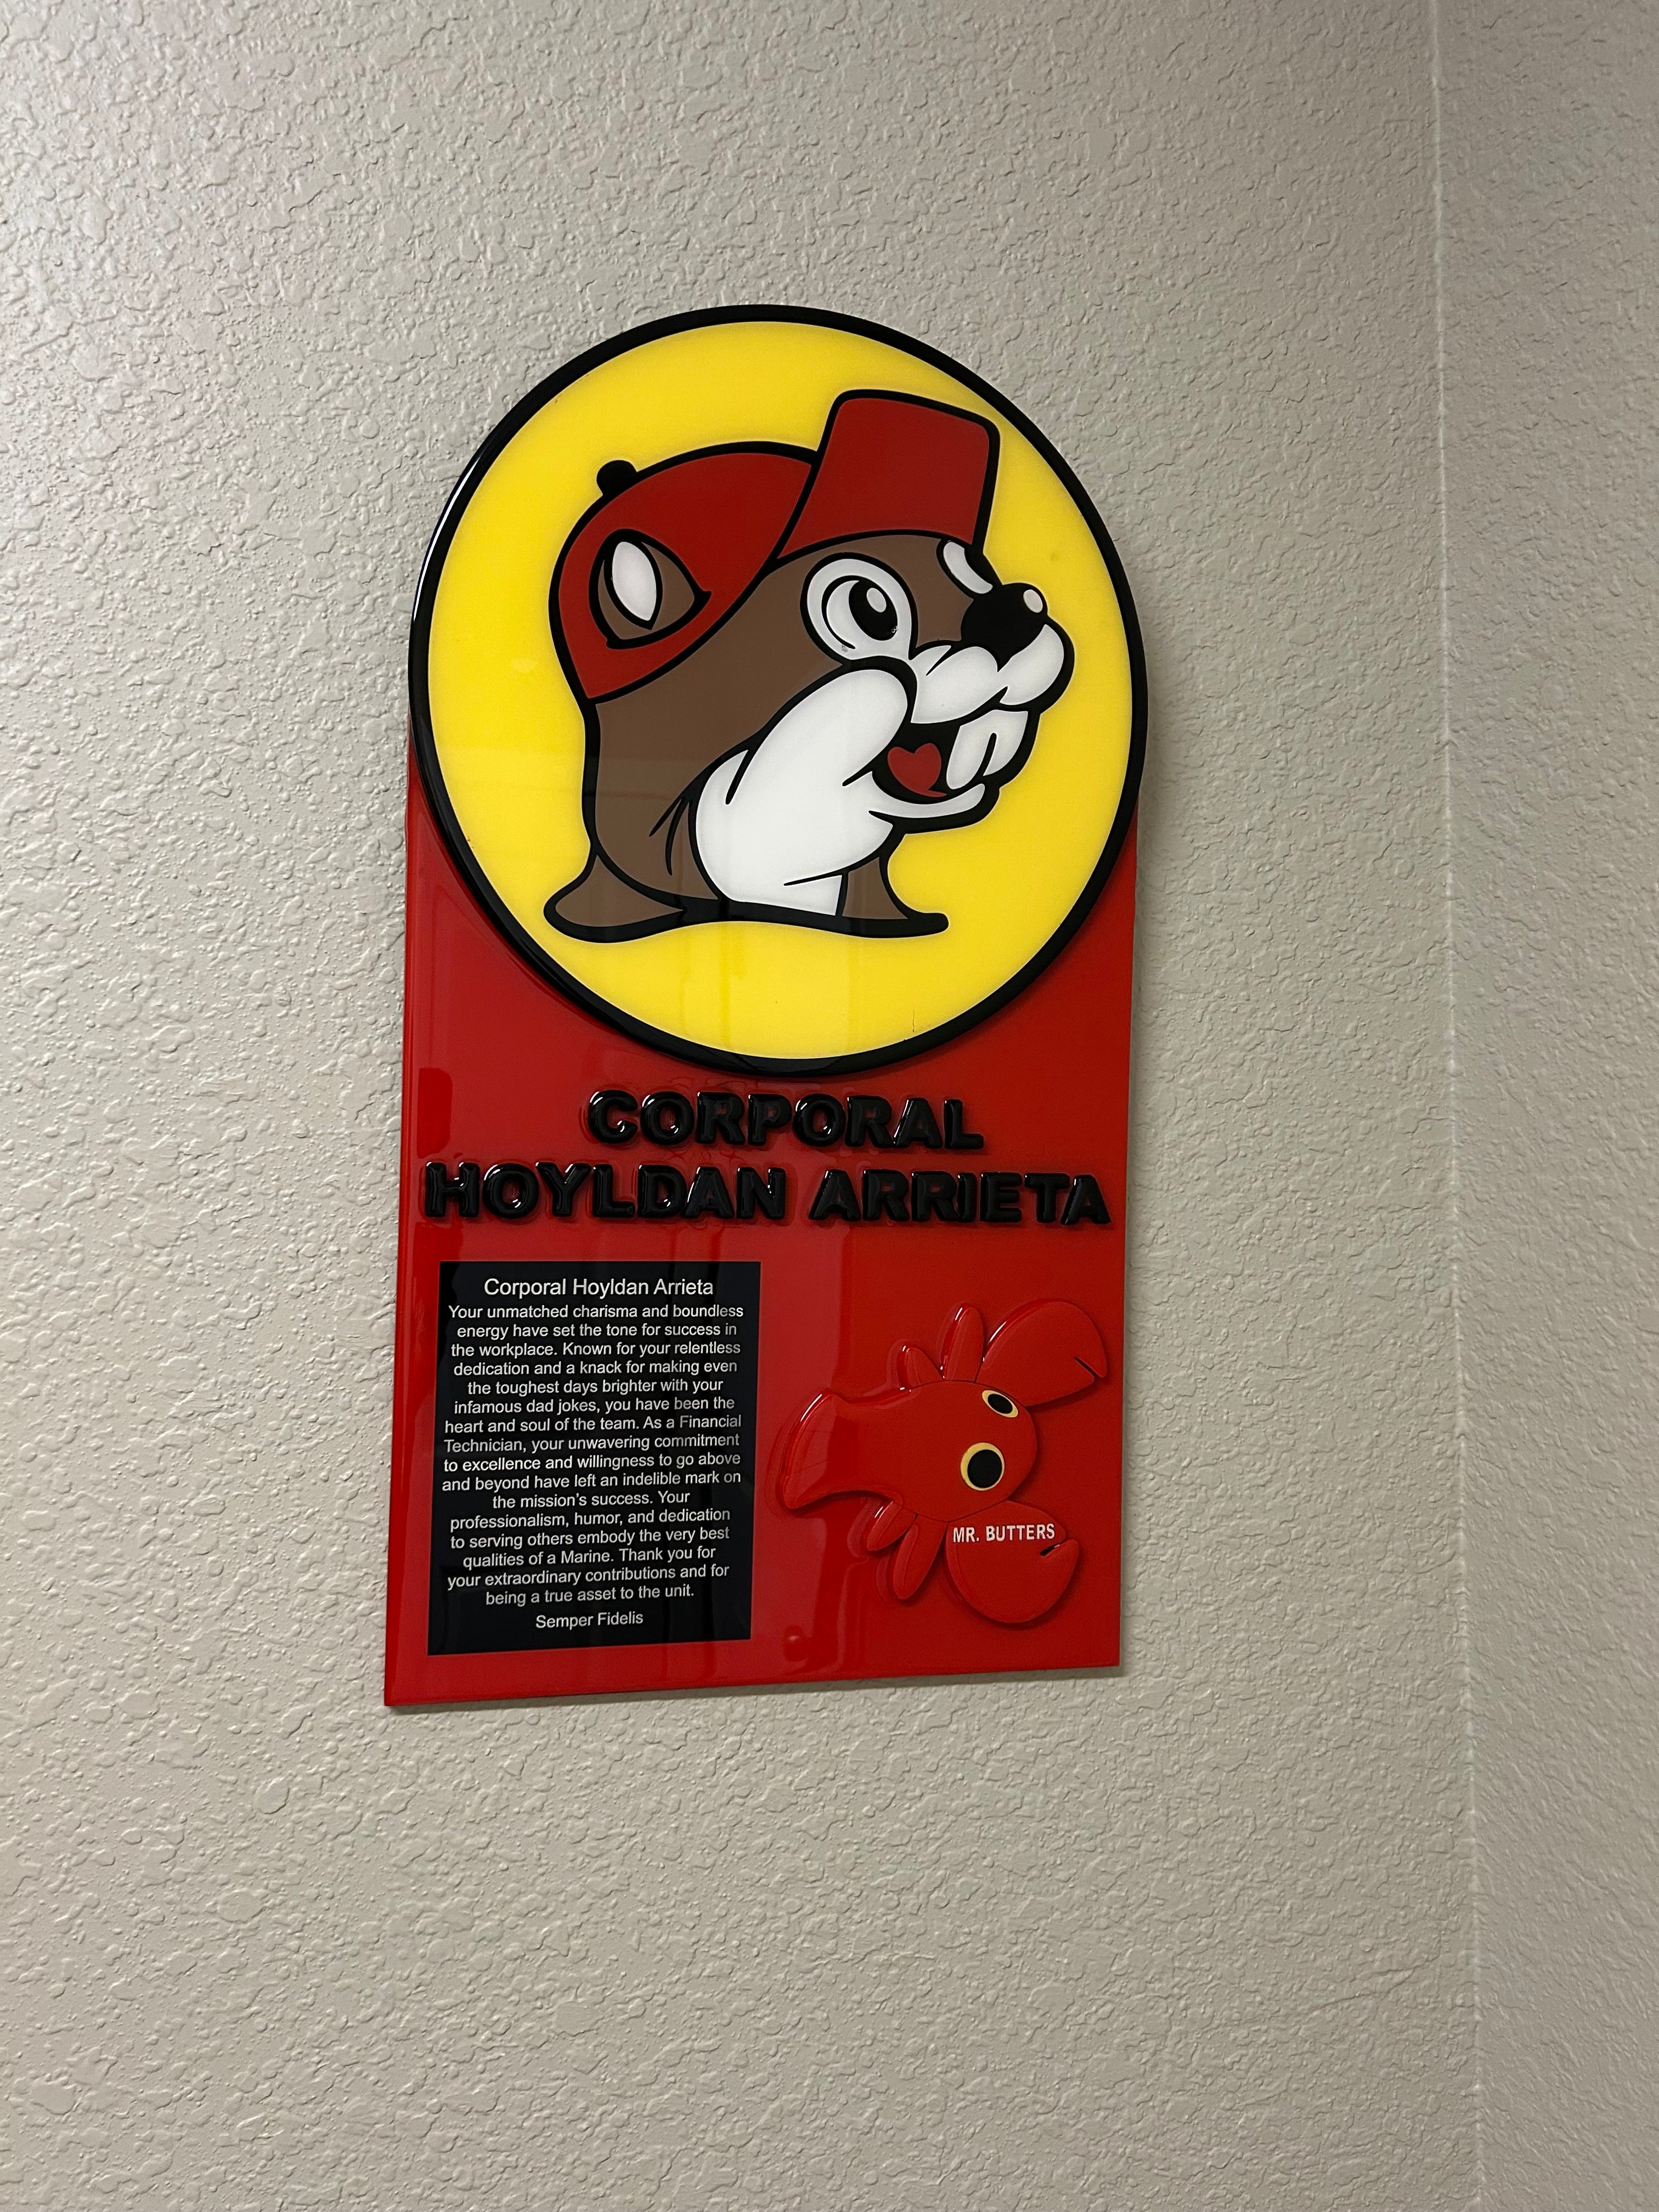 CORPORAL
HOYLDAN ARRIETA
Corporal Hoyldan Arrieta
Your unmatched charisma and boundless
energy have set the tone for success in
the workplace. Known for your relentless
dedication and a knack for making even
the toughest days brighter with your
infamous dad jokes, you have been the
heart and soul of the team. As a Financial
Technician, your unwavering commitment
to excellence and willingness to go above
and beyond have left an indelible mark on
the mission's success. Your
professionalism, humor, and dedication
to serving others embody the very best
qualities of a Marine. Thank you for
your extraordinary contributions and for
being a true asset to the unit.
Semper Fidelis
MR. BUTTERS